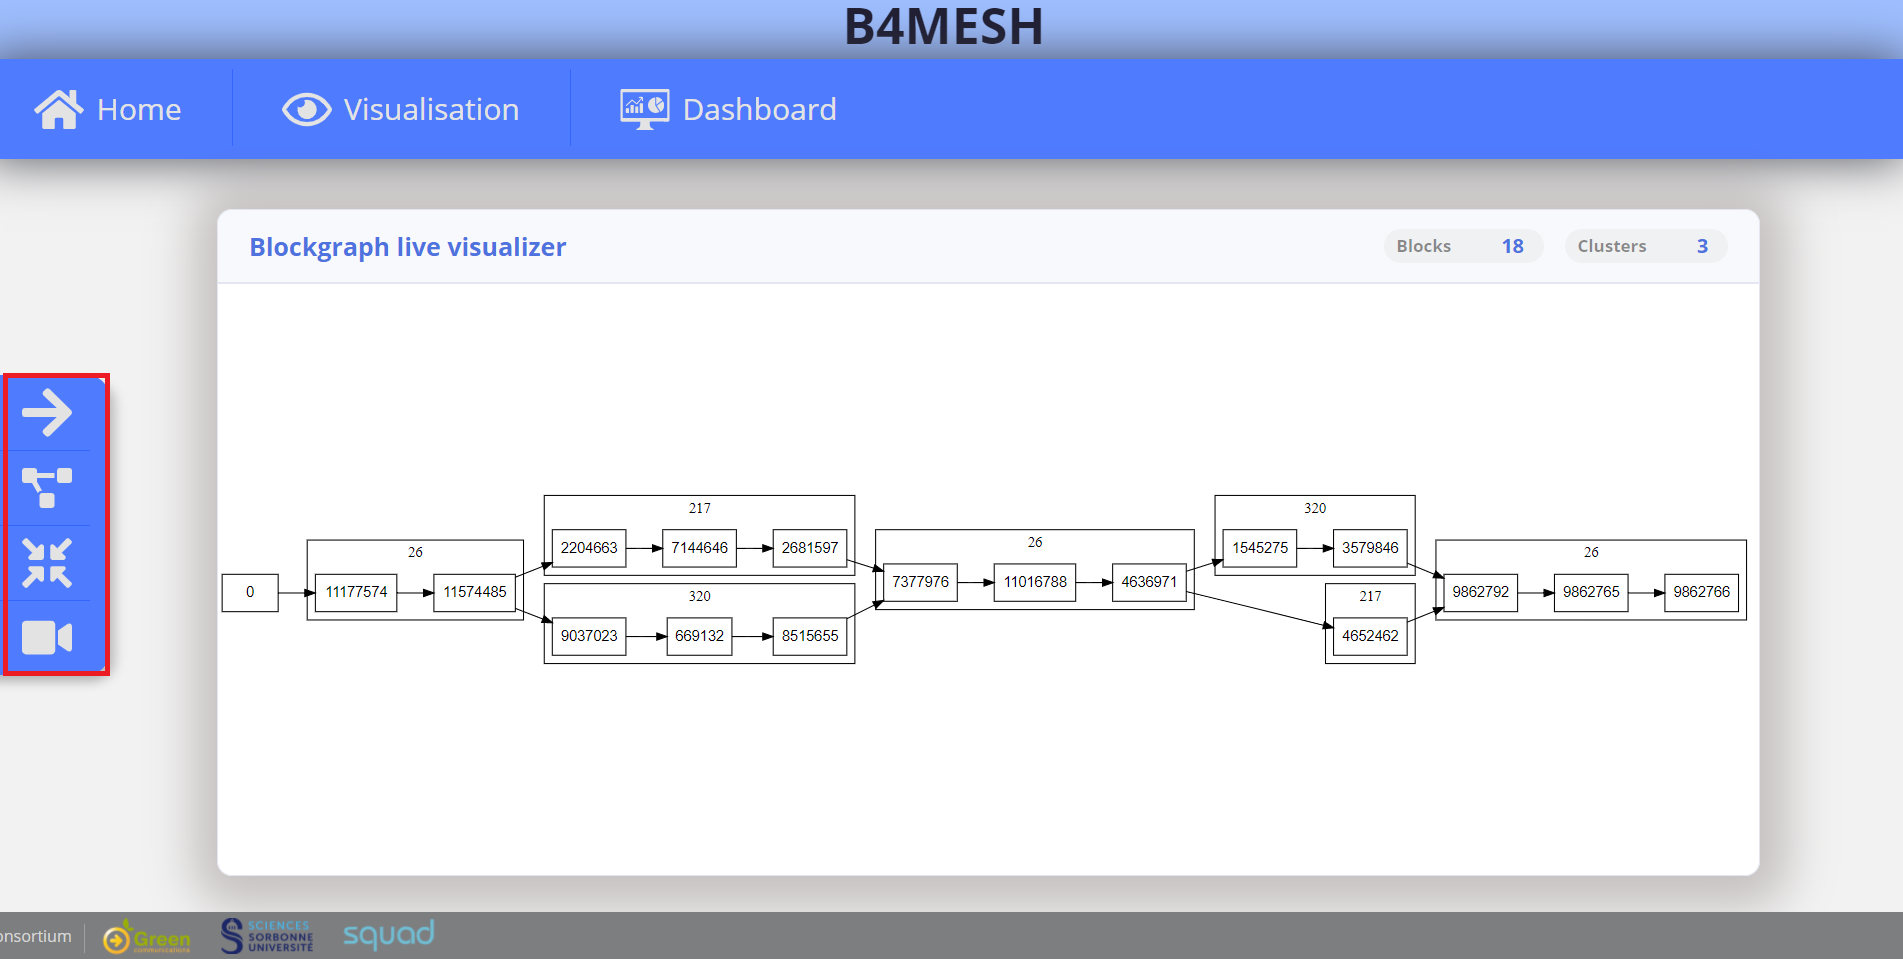 B4MESH
Home
Visualisation
Dashboard
Blockgraph live visualizer
Blocks 18
Clusters 3
217
320
26
26
26
2204663 7144646 2681597
1545275 3579846
0
11177574 11574485
320
7377976 11016788 4636971
217
9862792 9862765 9862766
9037023 669132 8515655
4652462
onsortium
Green
communications
SCIENCES
SORBONNE
UNIVERSITÉ
squad